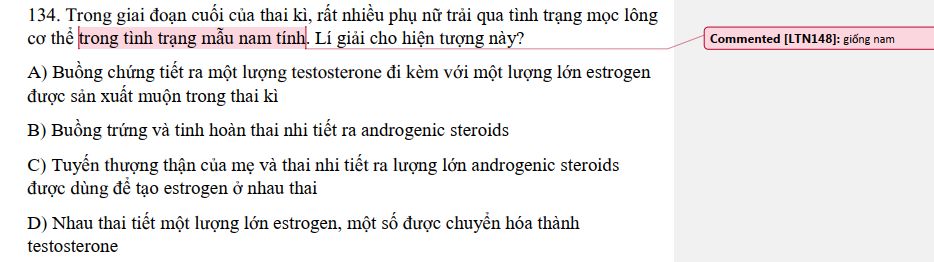 134. Trong giai đoạn cuối của thai kì, rất nhiều phụ nữ trải qua tình trạng mọc lông
cơ thể trong tình trạng mẫu nam tính. Lí giải cho hiện tượng này?
Commented [LTN148]: giống nam
A) Buồng chứng tiết ra một lượng testosterone đi kèm với một lượng lớn estrogen
được sản xuất muộn trong thai kì
B) Buồng trứng và tinh hoàn thai nhi tiết ra androgenic steroids
C) Tuyến thượng thận của mẹ và thai nhi tiết ra lượng lớn androgenic steroids
được dùng để tạo estrogen ở nhau thai
D) Nhau thai tiết một lượng lớn estrogen, một số được chuyển hóa thành
testosterone